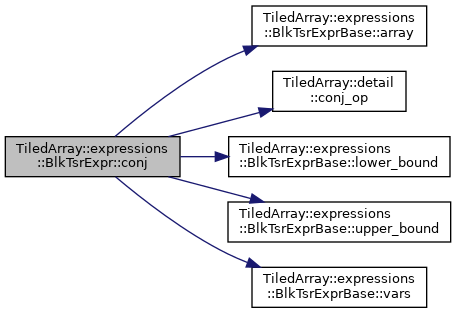 TiledArray::expressions
::BlkTsrExpr::conj
TiledArray::expressions
::BlkTsrExprBase::array
TiledArray::detail
::conj_op
TiledArray::expressions
::BlkTsrExprBase::lower_bound
TiledArray::expressions
::BlkTsrExprBase::upper_bound
TiledArray::expressions
::BlkTsrExprBase::vars